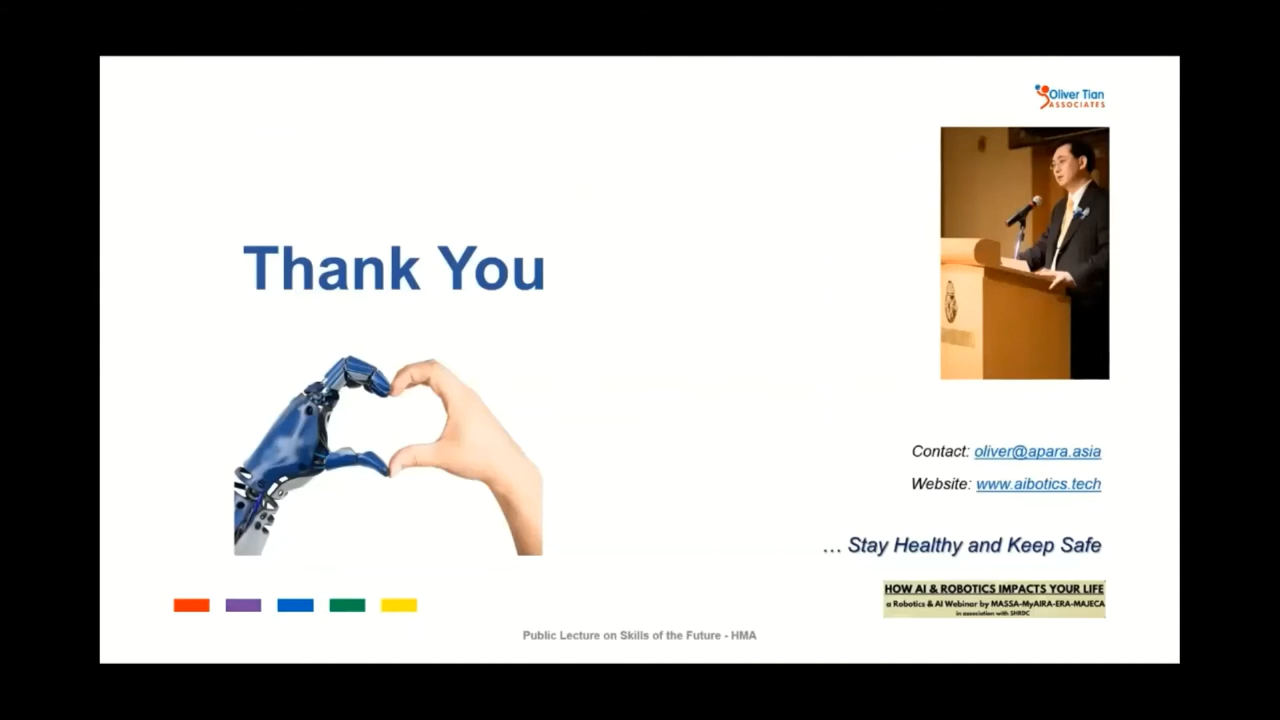 Oliver Tian
ASSOCIATES
Thank You
Contact: oliver@apara.asia
Website: www.aibotics.tech
... Stay Healthy and Keep Safe
HOW AI & ROBOTICS IMPACTS YOUR LIFE
a Robotics & AI Webinar by MASSA-MyAIRA-ERA-MAJECA
in association with SHRDC
Public Lecture on Skills of the Future - HMA